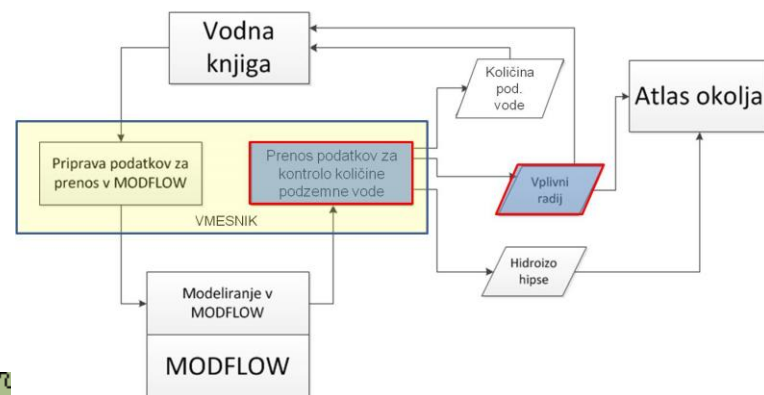 Vodna
knjiga
Količina
pod.
vode
Atlas okolja
Priprava podatkov za
prenos v MODFLOW
Prenos podatkov za
kontrolo količine
podzemne vode
Vplivni
radij
VMESNIK
Hidroizo
hipse
Modeliranje v
MODFLOW
MODFLOW